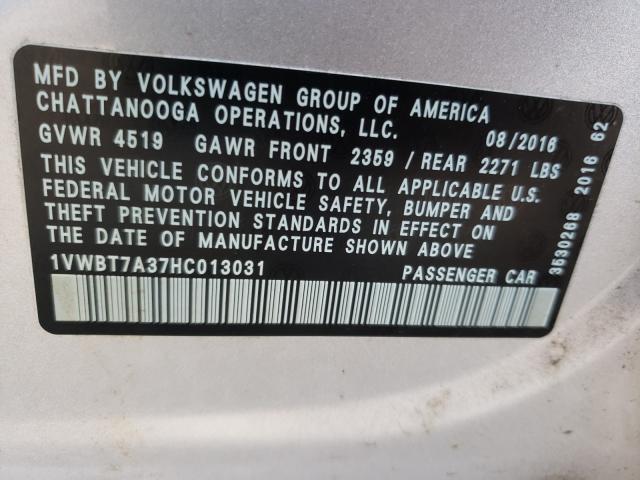 MFD BY VOLKSWAGEN GROUP OF AMERICA
CHATTANOOGA OPERATIONS, LLC. 08/2016
GVWR 4519 GAWR FRONT 2359 / REAR 2271 LBS
THIS VEHICLE CONFORMS TO ALL APPLICABLE U.S.
FEDERAL MOTOR VEHICLE SAFETY, BUMPER AND
THEFT PREVENTION STANDARDS IN EFFECT ON
THE DATE OF MANUFACTURE SHOWN ABOVE.
1VWBT7A37HC013031 PASSENGER CAR
3530268 2016 62